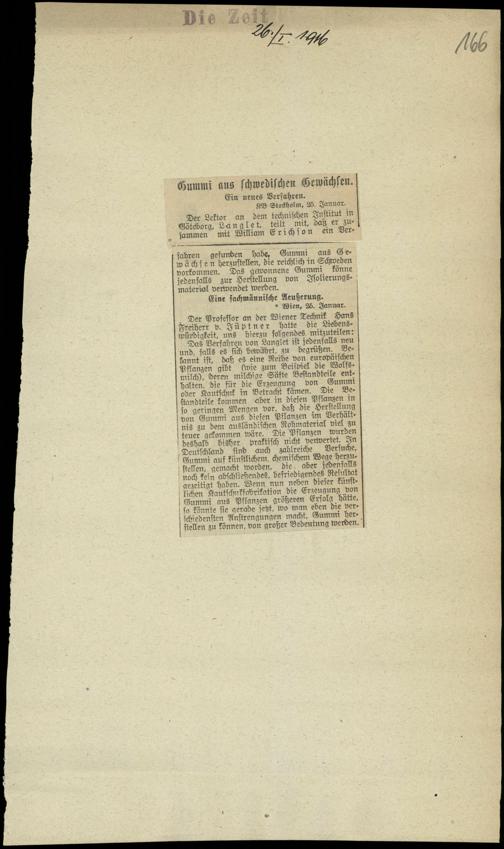 Die Zeit
26./I. 1916
166
Gummi aus schwedischen Gewächsen.
Ein neues Verfahren.
KB Stockholm, 25. Januar.
Der Lektor an dem technischen Institut in
Göteborg, Langlet, teilt mit, daß er zu-
sammen mit William Erichson ein Ver-
fahren gefunden habe, Gummi aus Ge-
wächsen herzustellen, die reichlich in Schweden
vorkommen. Das gewonnene Gummi könne
jedenfalls zur Herstellung von Isolierungs-
material verwendet werden.
Eine fachmännische Aeußerung.
* Wien, 25. Januar.
Der Professor an der Wiener Technik Hans
Freiherr v. Jüptner hatte die Liebens-
würdigkeit, uns hierzu folgendes mitzuteilen:
Das Verfahren von Langlet ist jedenfalls neu
und, falls es sich bewährt, zu begrüßen. Be-
kannt ist, daß es eine Reihe von europäischen
Pflanzen gibt (wie zum Beispiel die Wolfs-
milch), deren milchige Säfte Bestandteile ent-
halten, die für die Erzeugung von Gummi
oder Kautschuk in Betracht kämen. Die Be-
standteile kommen aber in diesen Pflanzen in
so geringen Mengen vor, daß die Herstellung
von Gummi aus diesen Pflanzen im Verhält-
nis zu dem ausländischen Rohmaterial viel zu
teuer gekommen wäre. Die Pflanzen wurden
deshalb bisher praktisch nicht verwertet. In
Deutschland sind auch zahlreiche Versuche,
Gummi auf künstlichem, chemischem Wege herzu-
stellen, gemacht worden, die aber jedenfalls
noch kein abschließendes, befriedigendes Resultat
gezeitigt haben. Wenn nun neben dieser künst-
lichen Kautschukfabrikation die Erzeugung von
Gummi aus Pflanzen größeren Erfolg hätte,
so könnte sie gerade jetzt, wo man eben die ver-
schiedensten Anstrengungen macht, Gummi her-
stellen zu können, von großer Bedeutung werden.